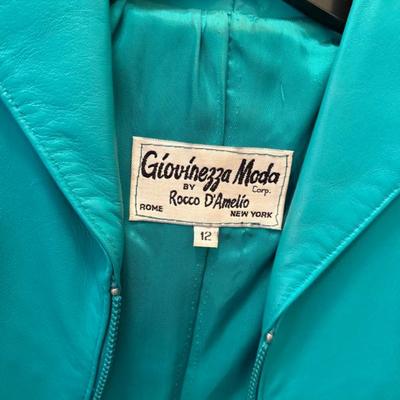 Giovinezza Moda
Corp.
BY
Rocco D'Amelio
ROME NEW YORK
12